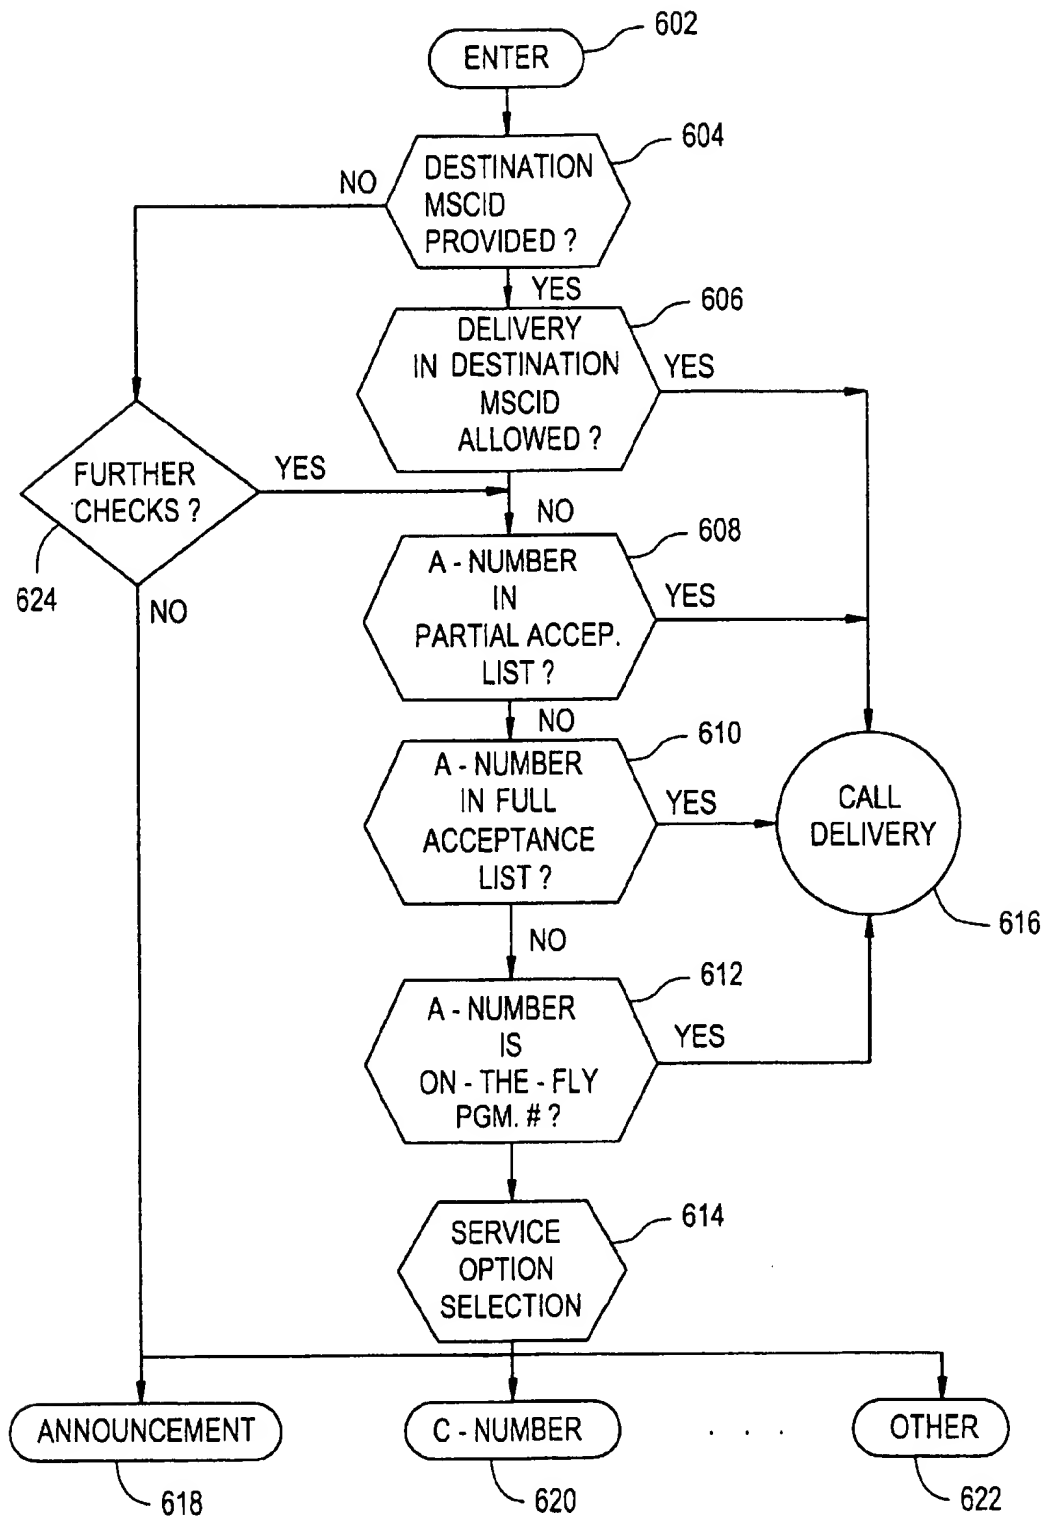 602
ENTER
604
DESTINATION
MSCID
PROVIDED ?
NO
YES
606
DELIVERY
IN DESTINATION
MSCID
ALLOWED ?
YES
FURTHER
CHECKS ?
YES
624
NO
NO
608
A - NUMBER
IN
PARTIAL ACCEP.
LIST ?
YES
NO
610
A - NUMBER
IN FULL
ACCEPTANCE
LIST ?
YES
CALL
DELIVERY
616
NO
612
A - NUMBER
IS
ON - THE - FLY
PGM. # ?
YES
614
SERVICE
OPTION
SELECTION
ANNOUNCEMENT
C - NUMBER
. . .
OTHER
618
620
622